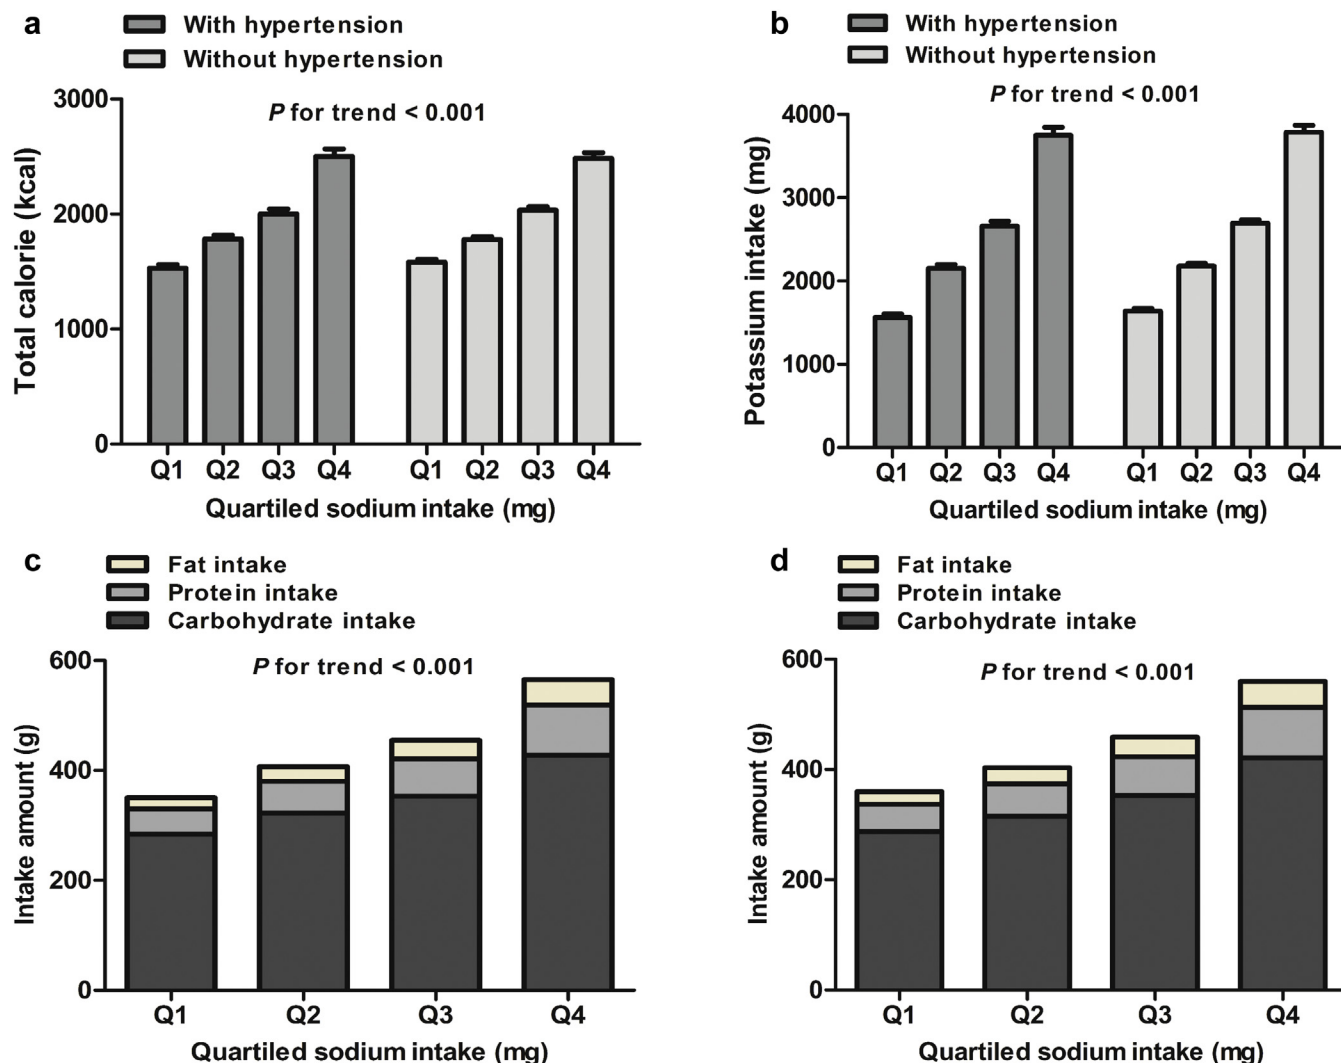 a
With hypertension
Without hypertension
P for trend < 0.001
Total calorie (kcal)
3000
2000
1000
0
Q1 Q2 Q3 Q4 Q1 Q2 Q3 Q4
Quartiled sodium intake (mg)
b
With hypertension
Without hypertension
P for trend < 0.001
Potassium intake (mg)
4000
3000
2000
1000
0
Q1 Q2 Q3 Q4 Q1 Q2 Q3 Q4
Quartiled sodium intake (mg)
c
Fat intake
Protein intake
Carbohydrate intake
P for trend < 0.001
Intake amount (g)
600
400
200
0
Q1 Q2 Q3 Q4
Quartiled sodium intake (mg)
d
Fat intake
Protein intake
Carbohydrate intake
P for trend < 0.001
Intake amount (g)
600
400
200
0
Q1 Q2 Q3 Q4
Quartiled sodium intake (mg)